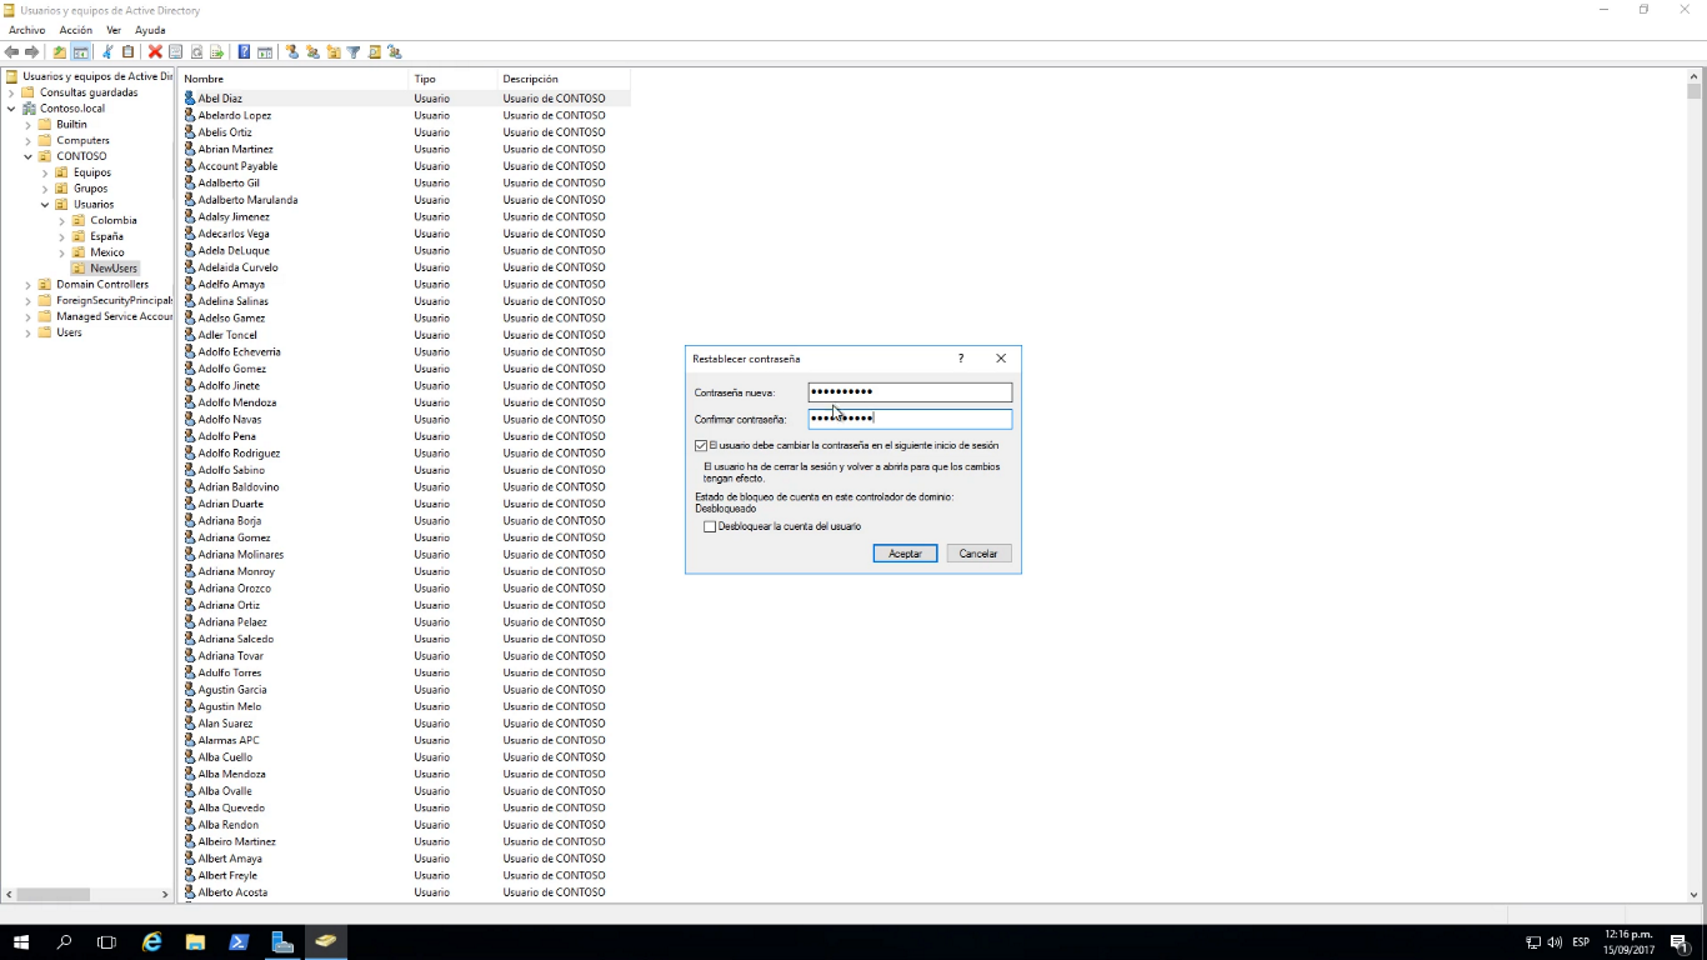 Usuarios y equipos de Active Directory
Archivo Acción Ver Ayuda
Usuarios y equipos de Active Dir
Consultas guardadas
Contoso.local
Builtin
Computers
CONTOSO
Equipos
Grupos
Usuarios
Colombia
España
Mexico
NewUsers
Domain Controllers
ForeignSecurityPrincipals
Managed Service Accour
Users
Nombre Tipo Descripción
Abel Diaz Usuario Usuario de CONTOSO
Abelardo Lopez Usuario Usuario de CONTOSO
Abelis Ortiz Usuario Usuario de CONTOSO
Abrian Martinez Usuario Usuario de CONTOSO
Account Payable Usuario Usuario de CONTOSO
Adalberto Gil Usuario Usuario de CONTOSO
Adalberto Marulanda Usuario Usuario de CONTOSO
Adalsy Jimenez Usuario Usuario de CONTOSO
Adecarlos Vega Usuario Usuario de CONTOSO
Adela DeLuque Usuario Usuario de CONTOSO
Adelaida Curvelo Usuario Usuario de CONTOSO
Adelfo Amaya Usuario Usuario de CONTOSO
Adelina Salinas Usuario Usuario de CONTOSO
Adelso Gamez Usuario Usuario de CONTOSO
Adler Toncel Usuario Usuario de CONTOSO
Adolfo Echeverria Usuario Usuario de CONTOSO
Adolfo Gomez Usuario Usuario de CONTOSO
Adolfo Jinete Usuario Usuario de CONTOSO
Adolfo Mendoza Usuario Usuario de CONTOSO
Adolfo Navas Usuario Usuario de CONTOSO
Adolfo Pena Usuario Usuario de CONTOSO
Adolfo Rodriguez Usuario Usuario de CONTOSO
Adolfo Sabino Usuario Usuario de CONTOSO
Adrian Baldovino Usuario Usuario de CONTOSO
Adrian Duarte Usuario Usuario de CONTOSO
Adriana Borja Usuario Usuario de CONTOSO
Adriana Gomez Usuario Usuario de CONTOSO
Adriana Molinares Usuario Usuario de CONTOSO
Adriana Monroy Usuario Usuario de CONTOSO
Adriana Orozco Usuario Usuario de CONTOSO
Adriana Ortiz Usuario Usuario de CONTOSO
Adriana Pelaez Usuario Usuario de CONTOSO
Adriana Salcedo Usuario Usuario de CONTOSO
Adriana Tovar Usuario Usuario de CONTOSO
Adulfo Torres Usuario Usuario de CONTOSO
Agustin Garcia Usuario Usuario de CONTOSO
Agustin Melo Usuario Usuario de CONTOSO
Alan Suarez Usuario Usuario de CONTOSO
Alarmas APC Usuario Usuario de CONTOSO
Alba Cuello Usuario Usuario de CONTOSO
Alba Mendoza Usuario Usuario de CONTOSO
Alba Ovalle Usuario Usuario de CONTOSO
Alba Quevedo Usuario Usuario de CONTOSO
Alba Rendon Usuario Usuario de CONTOSO
Albeiro Martinez Usuario Usuario de CONTOSO
Albert Amaya Usuario Usuario de CONTOSO
Albert Freyle Usuario Usuario de CONTOSO
Alberto Acosta Usuario Usuario de CONTOSO
Restablecer contraseña
Contraseña nueva:
Confirmar contraseña:
El usuario debe cambiar la contraseña en el siguiente inicio de sesión
El usuario ha de cerrar la sesión y volver a abrirla para que los cambios
tengan efecto.
Estado de bloqueo de cuenta en este controlador de dominio:
Desbloqueado
Desbloquear la cuenta del usuario
Aceptar Cancelar
ESP
12:16 p.m.
15/09/2017
1